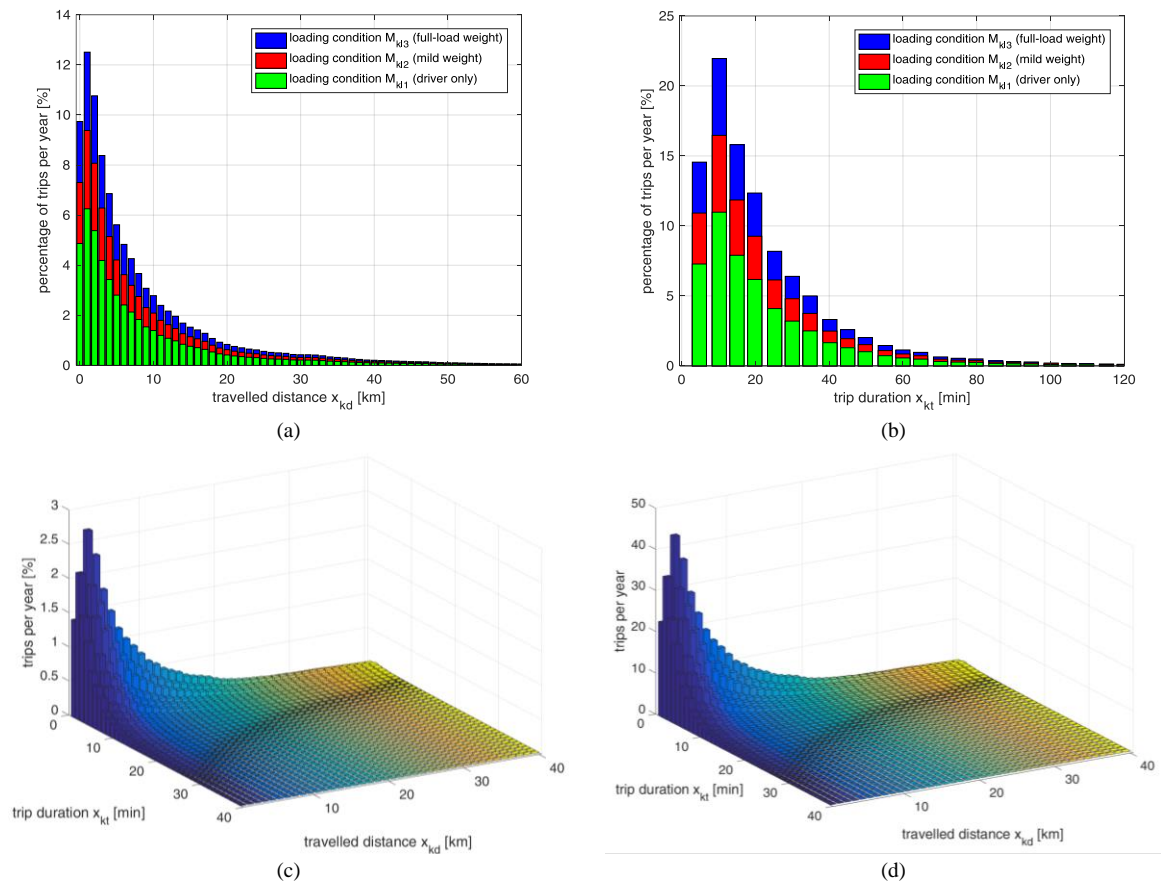 14
12
10
8
6
4
2
0
percentage of trips per year [%]
loading condition M_kl3 (full-load weight)
loading condition M_kl2 (mild weight)
loading condition M_kl1 (driver only)
0 10 20 30 40 50 60
travelled distance x_kd [km]
(a)
25
20
15
10
5
0
percentage of trips per year [%]
loading condition M_kl3 (full-load weight)
loading condition M_kl2 (mild weight)
loading condition M_kl1 (driver only)
0 20 40 60 80 100 120
trip duration x_kt [min]
(b)
3
2.5
2
1.5
1
0.5
0
trips per year [%]
0
10
20
30
40
trip duration x_kt [min]
10
20
30
40
travelled distance x_kd [km]
(c)
50
40
30
20
10
0
trips per year
0
10
20
30
40
trip duration x_kt [min]
10
20
30
40
travelled distance x_kd [km]
(d)